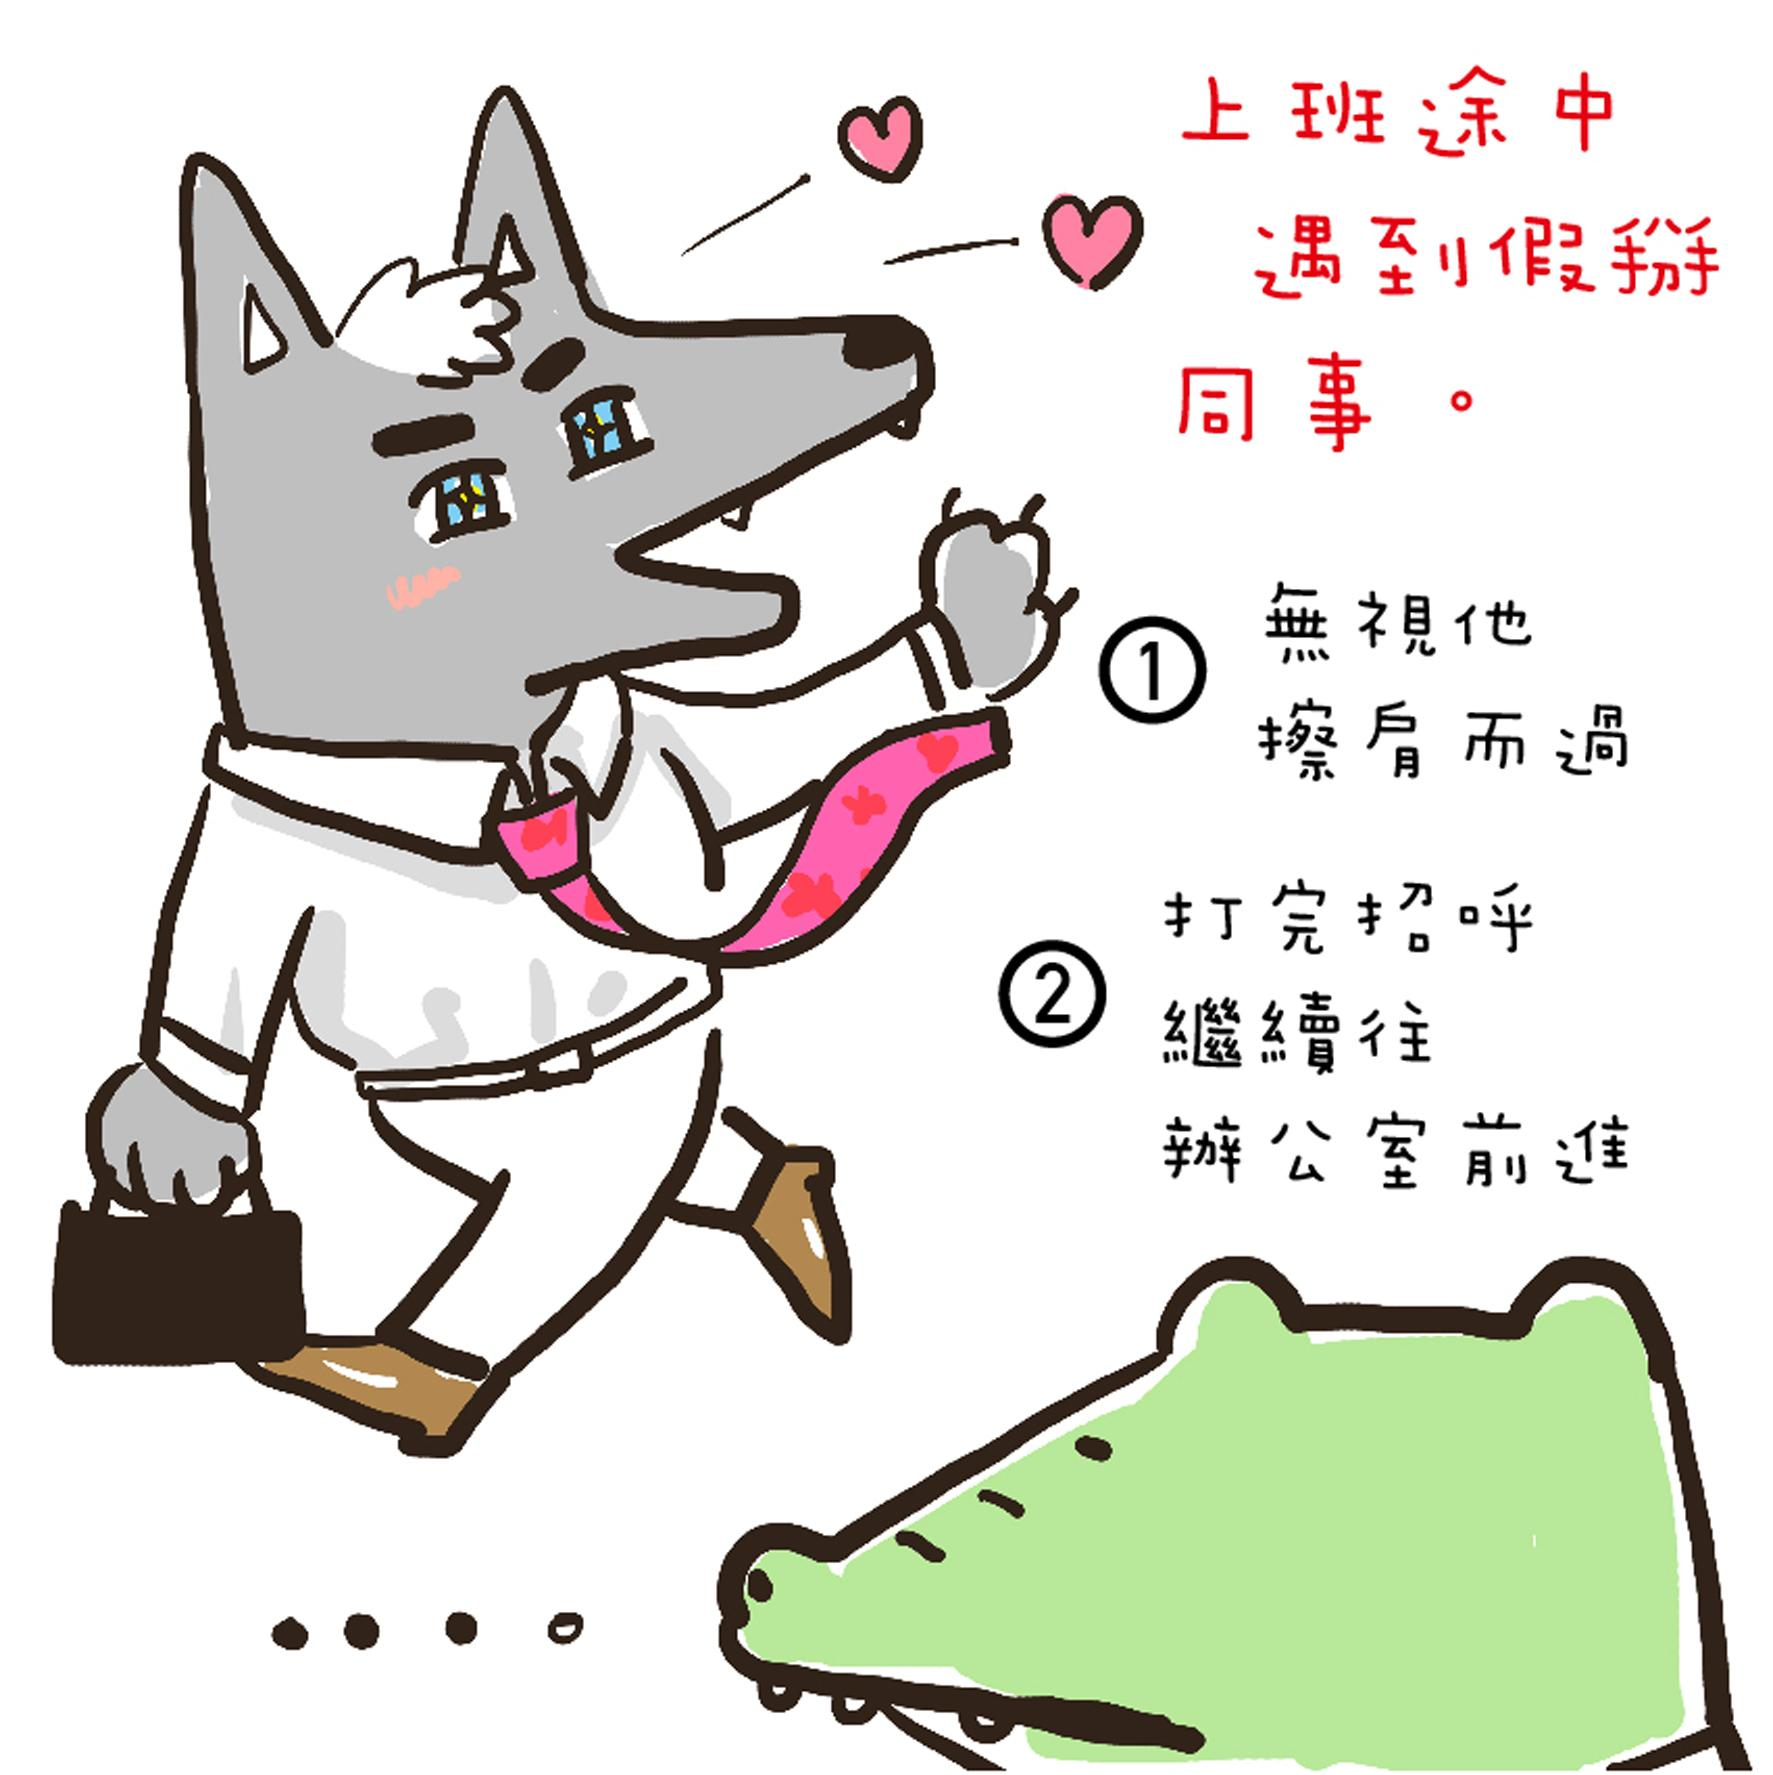 上班途中
遇到假掰
同事。
① 無視他
擦肩而過
② 打完招呼
繼續往
辦公室前進
....。